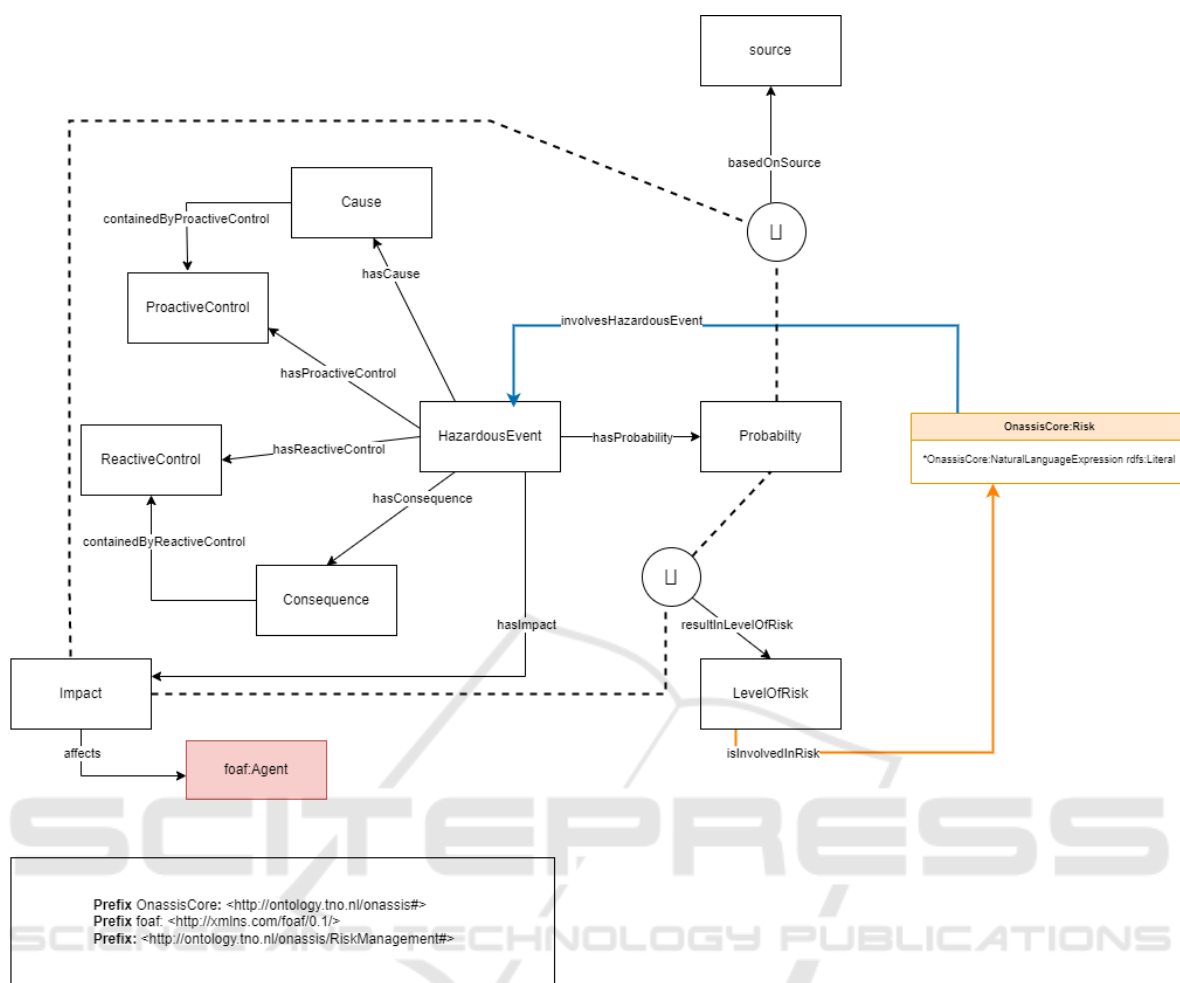 source
basedOnSource
⊔
Cause
containedByProactiveControl
hasCause
ProactiveControl
involvesHazardousEvent
hasProactiveControl
HazardousEvent
hasProbability
Probabilty
OnassisCore:Risk
*OnassisCore:NaturalLanguageExpression rdfs:Literal
hasReactiveControl
ReactiveControl
hasConsequence
containedByReactiveControl
⊔
Consequence
hasImpact
resultInLevelOfRisk
Impact
LevelOfRisk
affects
isInvolvedInRisk
foaf:Agent
SCITEPRESS
Prefix OnassisCore: <http://ontology.tno.nl/onassis#>
Prefix foaf: <http://xmlns.com/foaf/0.1/>
Prefix: <http://ontology.tno.nl/onassis/RiskManagement#>
SCIENCE AND TECHNOLOGY PUBLICATIONS